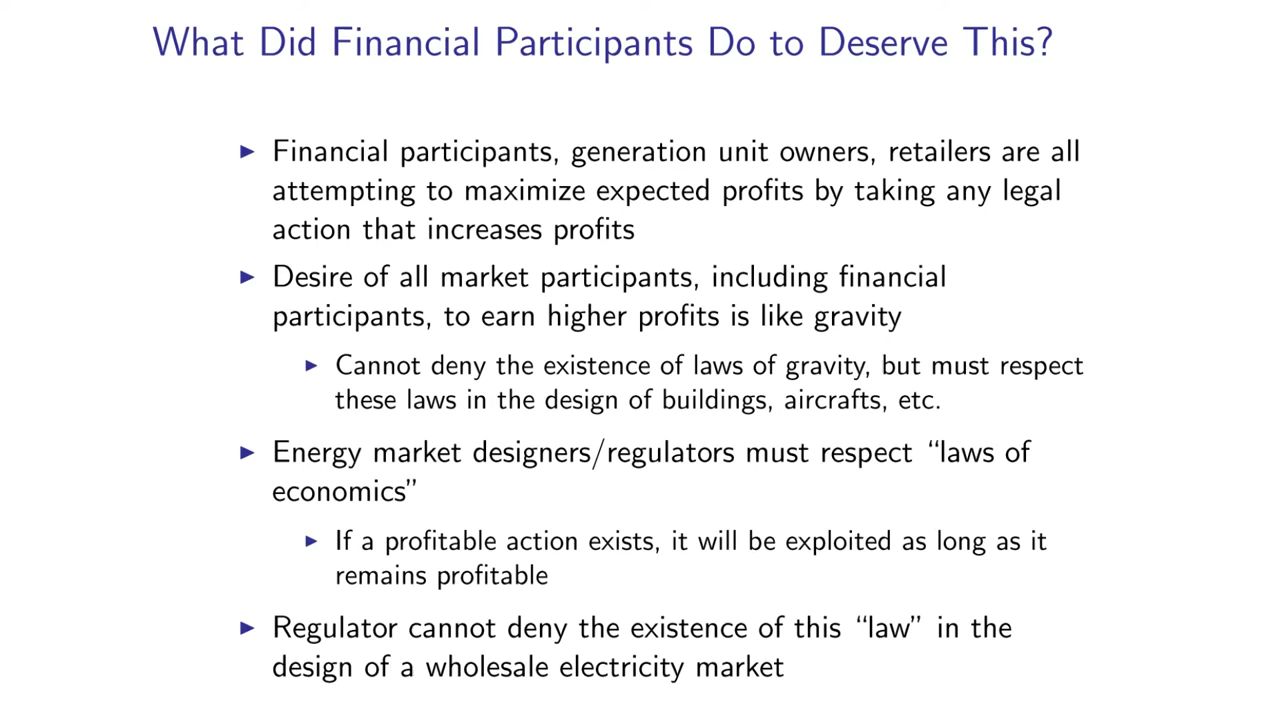 What Did Financial Participants Do to Deserve This?
▶ Financial participants, generation unit owners, retailers are all
attempting to maximize expected profits by taking any legal
action that increases profits
▶ Desire of all market participants, including financial
participants, to earn higher profits is like gravity
▶ Cannot deny the existence of laws of gravity, but must respect
these laws in the design of buildings, aircrafts, etc.
▶ Energy market designers/regulators must respect “laws of
economics”
▶ If a profitable action exists, it will be exploited as long as it
remains profitable
▶ Regulator cannot deny the existence of this “law” in the
design of a wholesale electricity market